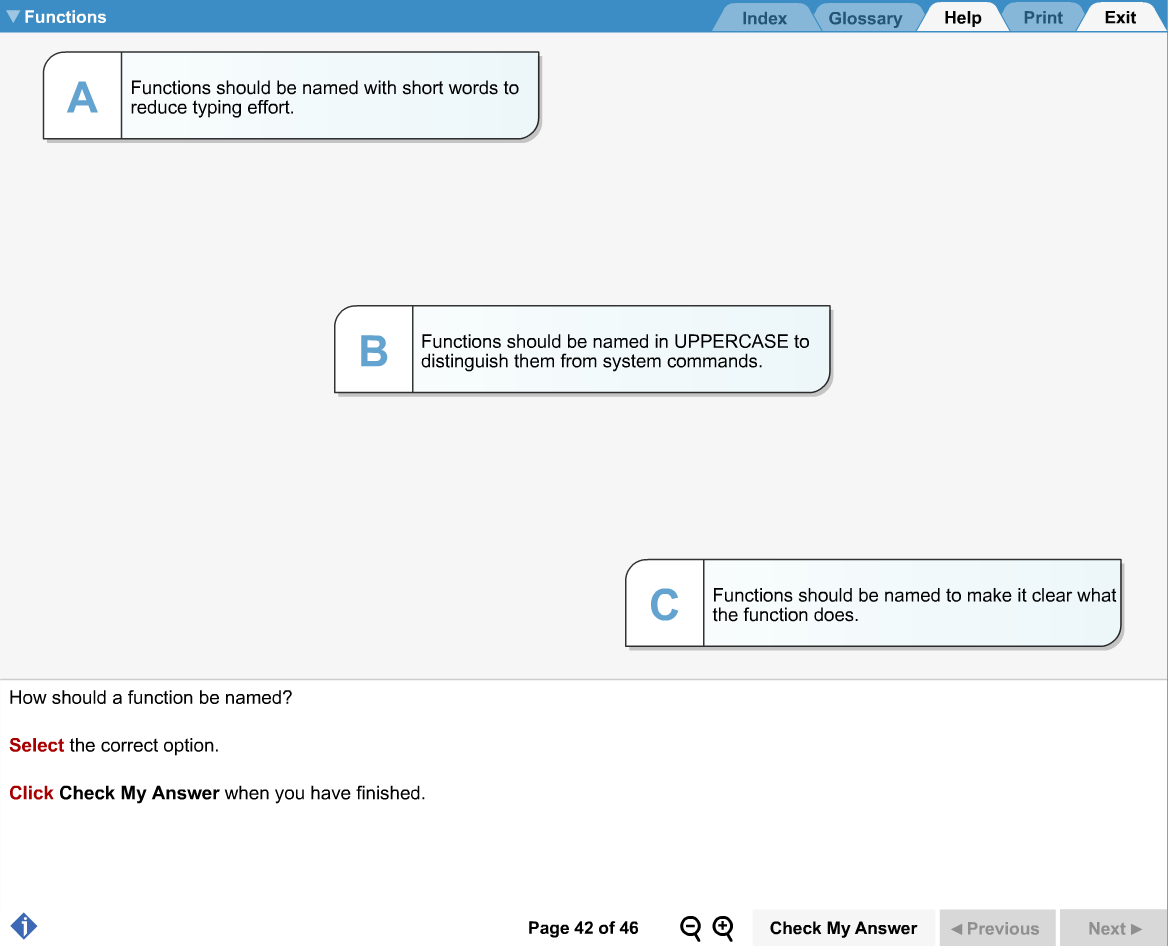 Functions
Index Glossary Help Print Exit
A
Functions should be named with short words to
reduce typing effort.
B
Functions should be named in UPPERCASE to
distinguish them from system commands.
C
Functions should be named to make it clear what
the function does.
How should a function be named?
Select the correct option.
Click Check My Answer when you have finished.
i
Page 42 of 46
Check My Answer
Previous
Next